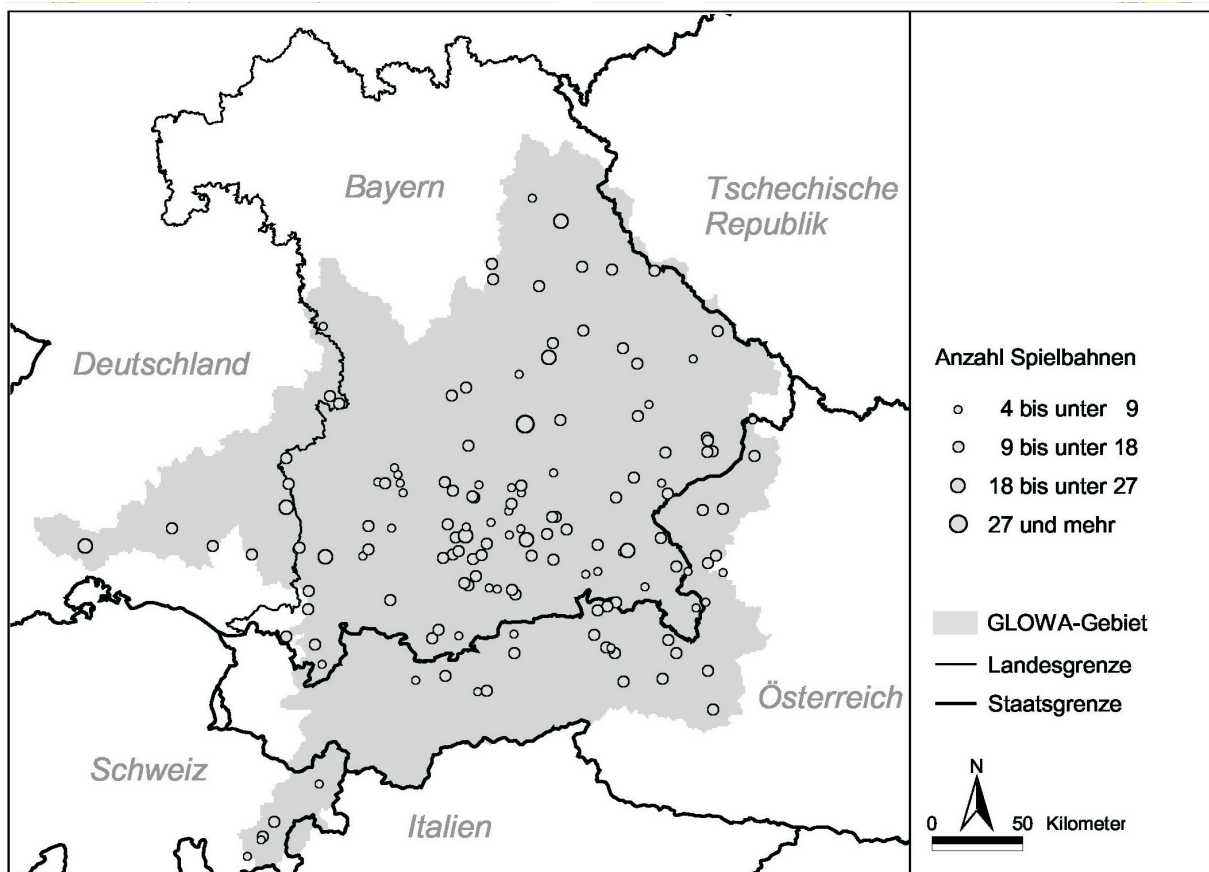 Bayern
Tschechische
Republik
Deutschland
Österreich
Schweiz
Italien
Anzahl Spielbahnen
4 bis unter 9
9 bis unter 18
18 bis unter 27
27 und mehr
GLOWA-Gebiet
Landesgrenze
Staatsgrenze
N
0 50 Kilometer